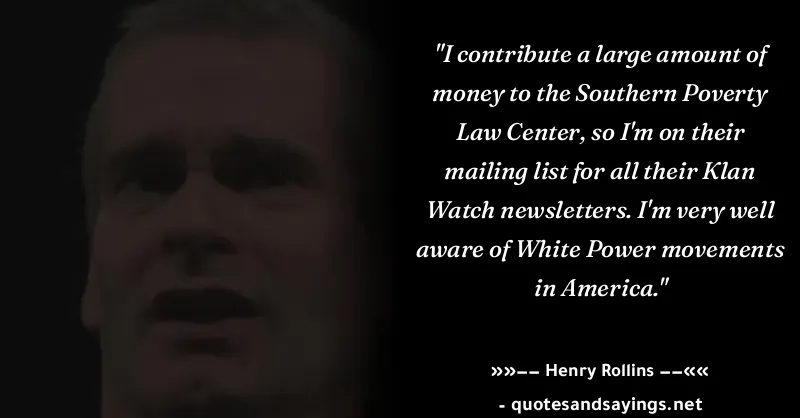 "I contribute a large amount of
money to the Southern Poverty
Law Center, so I'm on their
mailing list for all their Klan
Watch newsletters. I'm very well
aware of White Power movements
in America."
»»—— Henry Rollins ——««
- quotesandsayings.net